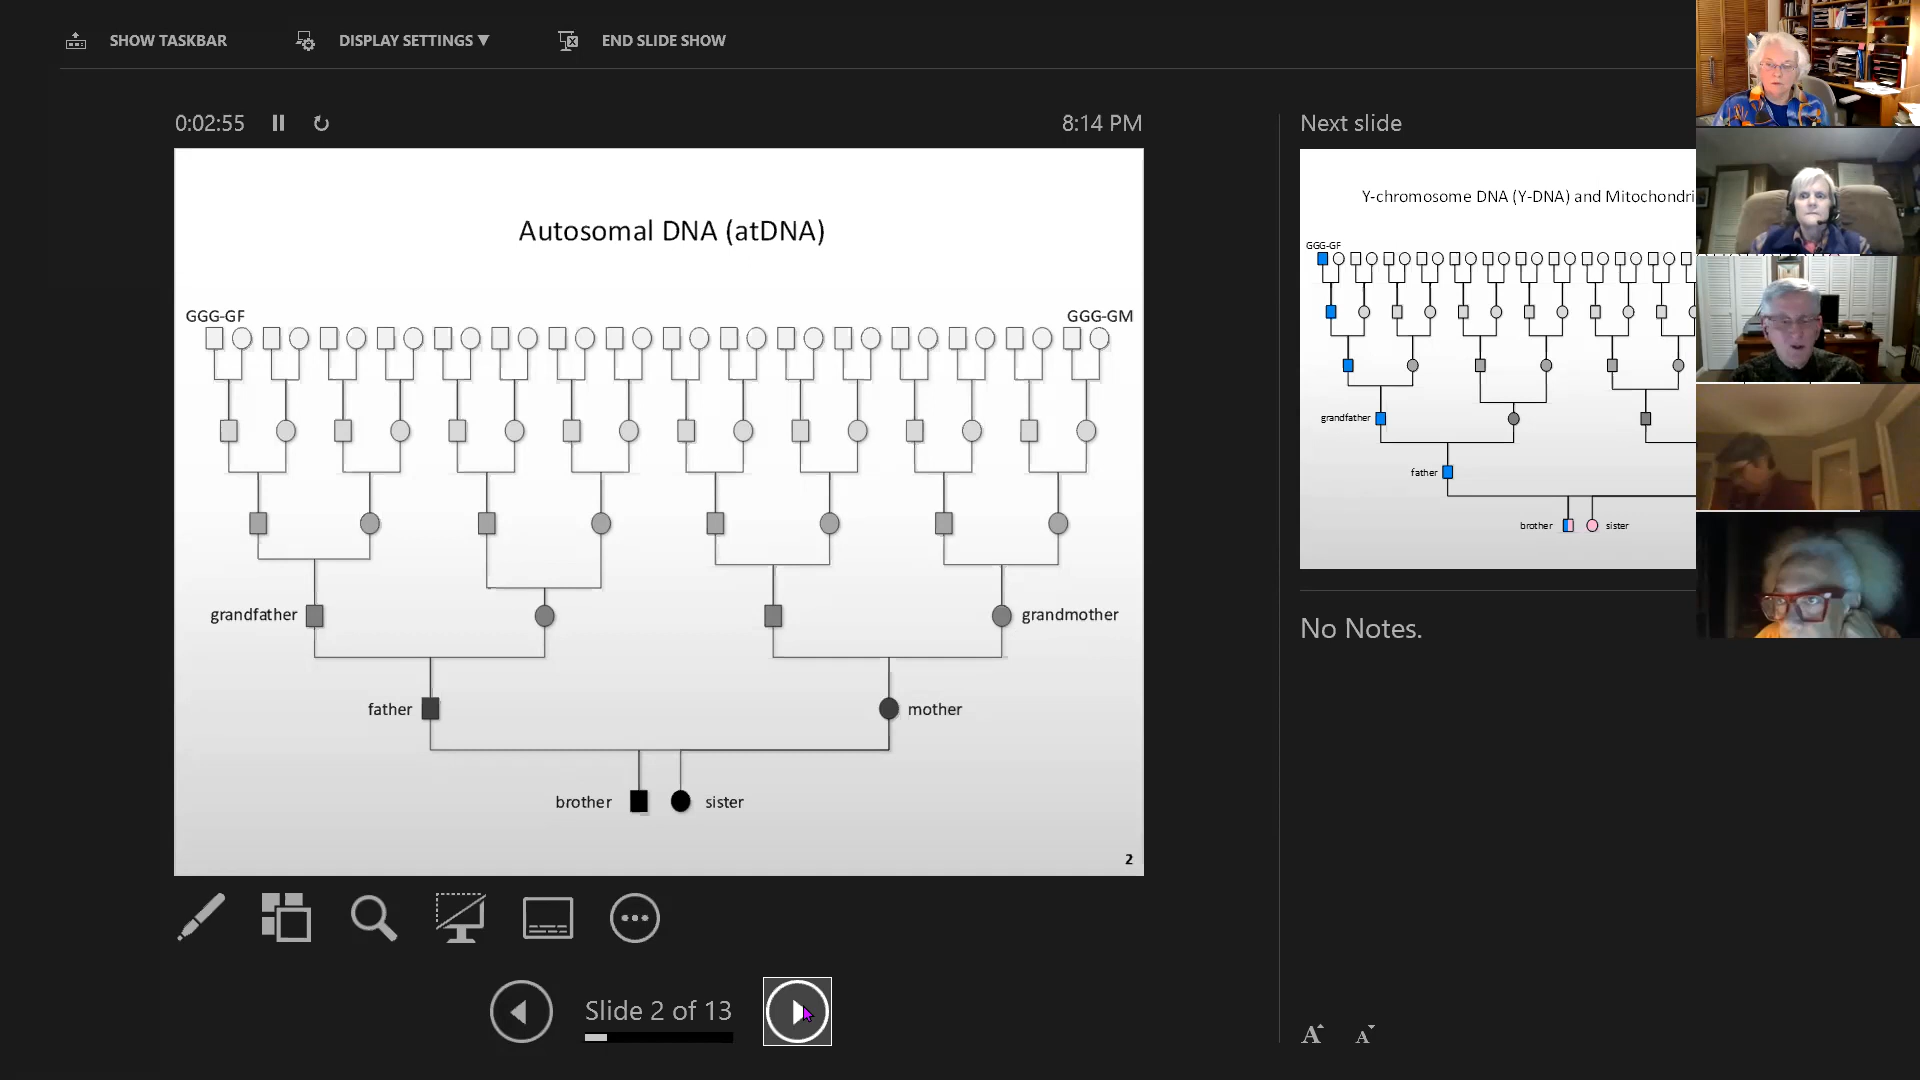 SHOW TASKBAR
DISPLAY SETTINGS ▼
END SLIDE SHOW
0:02:55
8:14 PM
Autosomal DNA (atDNA)
GGG-GF
GGG-GM
grandfather
grandmother
father
mother
brother
sister
2
Slide 2 of 13
Next slide
Y-chromosome DNA (Y-DNA) and Mitochondri
GGG-GF
grandfather
father
brother
sister
No Notes.
A
A